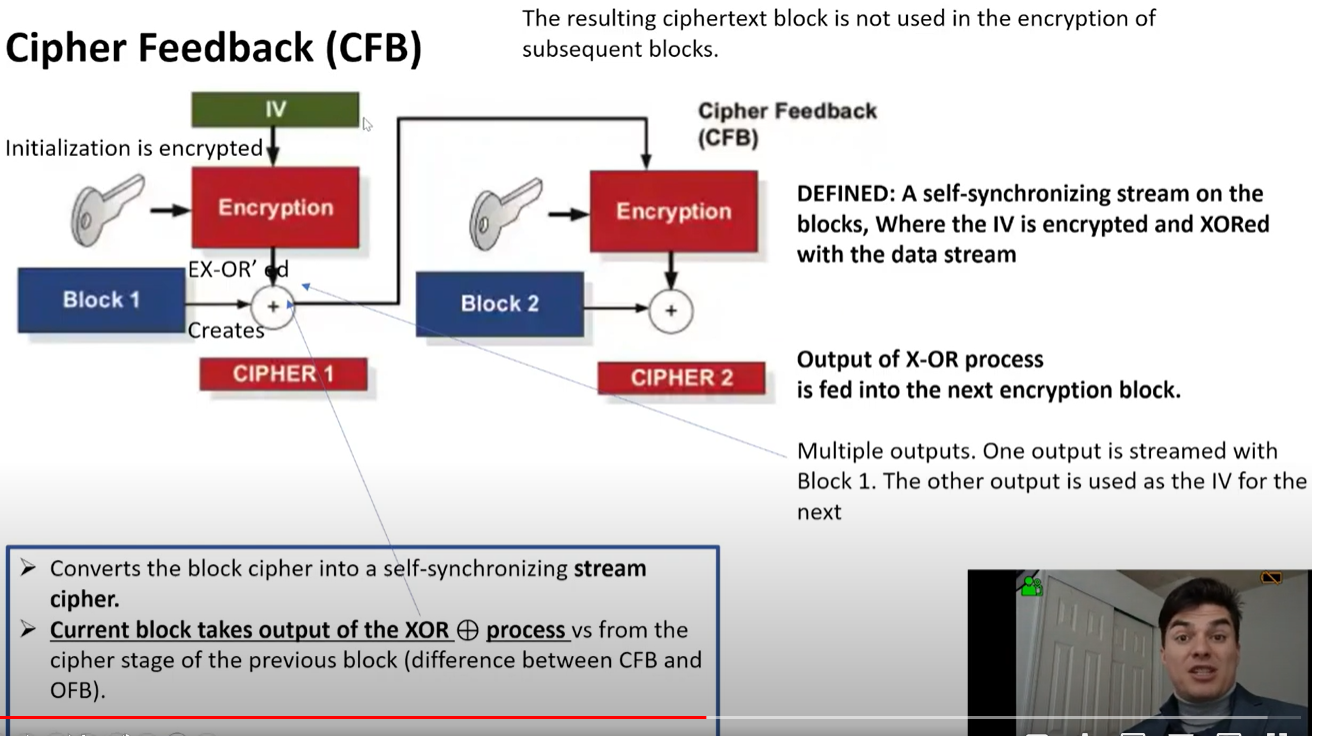 Cipher Feedback (CFB)
The resulting ciphertext block is not used in the encryption of
subsequent blocks.
IV
Initialization is encrypted
Encryption
EX-OR’ ed
Block 1
+
Creates
CIPHER 1
Cipher Feedback
(CFB)
Encryption
Block 2
+
CIPHER 2
DEFINED: A self-synchronizing stream on the
blocks, Where the IV is encrypted and XORed
with the data stream
Output of X-OR process
is fed into the next encryption block.
Multiple outputs. One output is streamed with
Block 1. The other output is used as the IV for the
next
➢ Converts the block cipher into a self-synchronizing stream
cipher.
➢ Current block takes output of the XOR ⊕ process vs from the
cipher stage of the previous block (difference between CFB and
OFB).